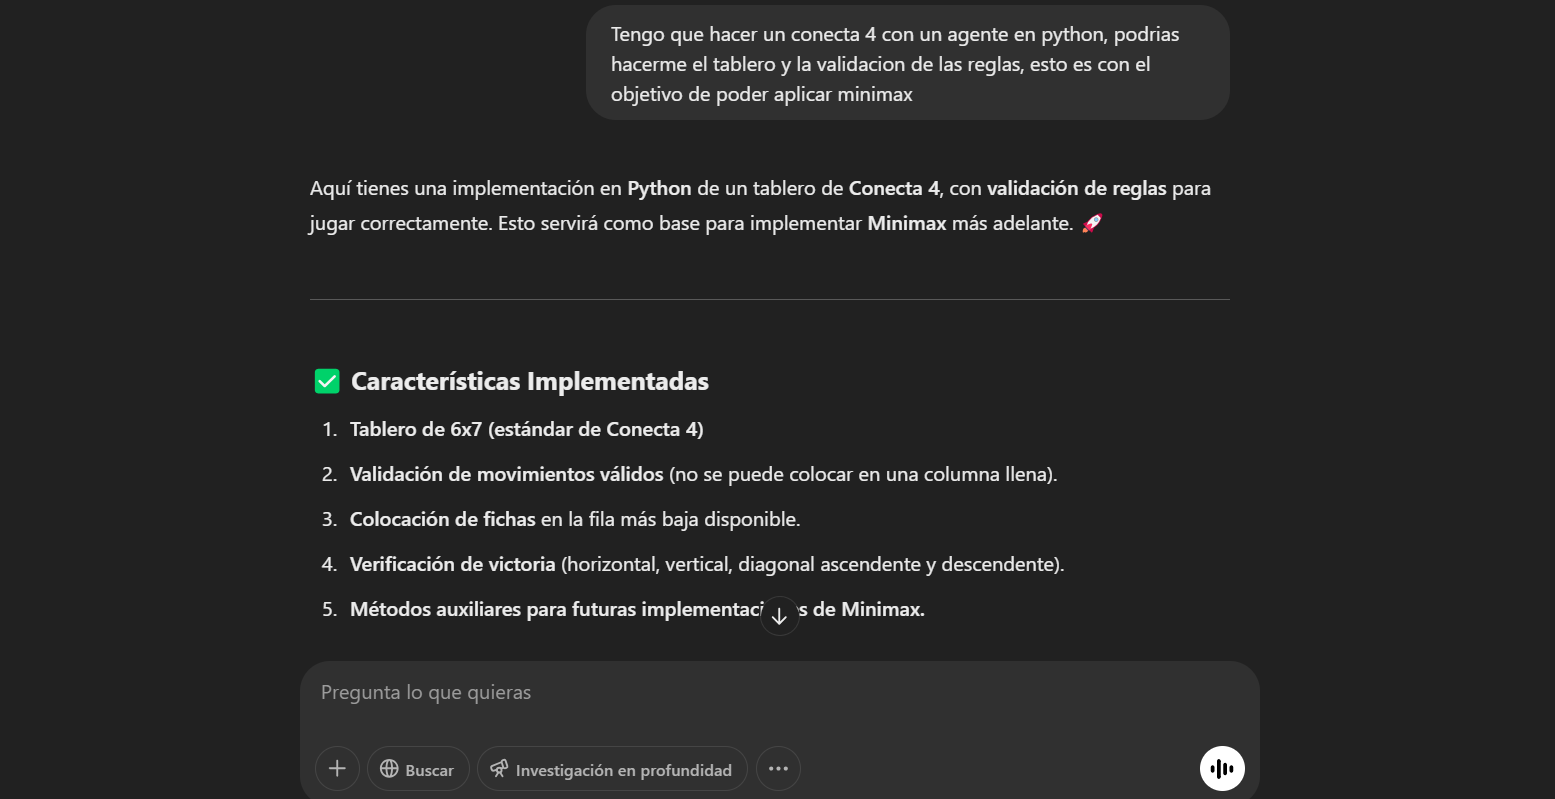 Tengo que hacer un conecta 4 con un agente en python, podrias
hacerme el tablero y la validacion de las reglas, esto es con el
objetivo de poder aplicar minimax
Aquí tienes una implementación en Python de un tablero de Conecta 4, con validación de reglas para
jugar correctamente. Esto servirá como base para implementar Minimax más adelante. 🚀
✅ Características Implementadas
1. Tablero de 6x7 (estándar de Conecta 4)
2. Validación de movimientos válidos (no se puede colocar en una columna llena).
3. Colocación de fichas en la fila más baja disponible.
4. Verificación de victoria (horizontal, vertical, diagonal ascendente y descendente).
5. Métodos auxiliares para futuras implementaciones de Minimax.
Pregunta lo que quieras
Buscar
Investigación en profundidad